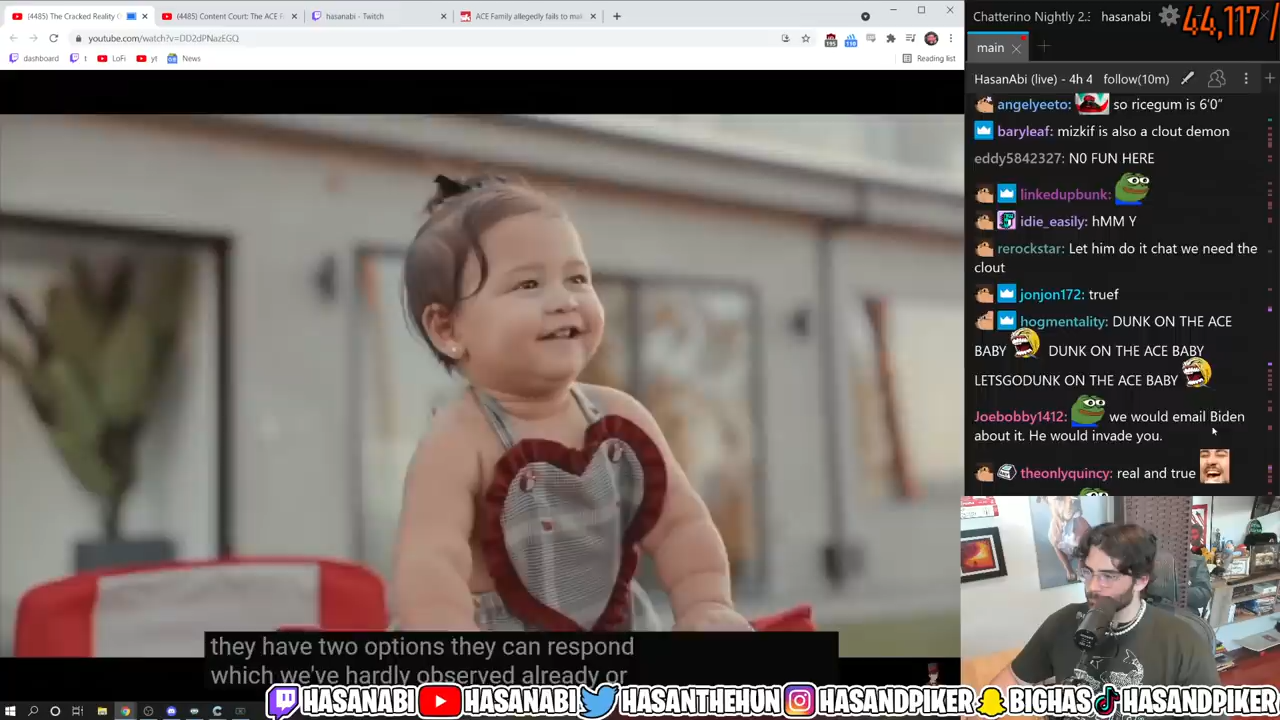 (4485) The Cracked Reality O
(4485) Content Court: The ACE F
hasanabi - Twitch
ACE Family allegedly fails to mak
youtube.com/watch?v=DD2dPNazEGQ
dashboard
t
LoFi
yt
News
Reading list
Chatterino Nightly 2.
hasanabi
44,117 /
main
HasanAbi (live) - 4h 4
follow(10m)
angelyeeto: so ricegum is 6'0"
baryleaf: mizkif is also a clout demon
eddy5842327: N0 FUN HERE
linkedupbunk:
idie_easily: hMM Y
rerockstar: Let him do it chat we need the
clout
jonjon172: truef
hogmentality: DUNK ON THE ACE
BABY DUNK ON THE ACE BABY
LETSGODUNK ON THE ACE BABY
Joebobby1412: we would email Biden
about it. He would invade you.
theonlyquincy: real and true
they have two options they can respond
which we've hardly observed already or
HASANABI HASANABI HASANTHEHUN HASANDPIKER BIGHAS HASANDPIKER